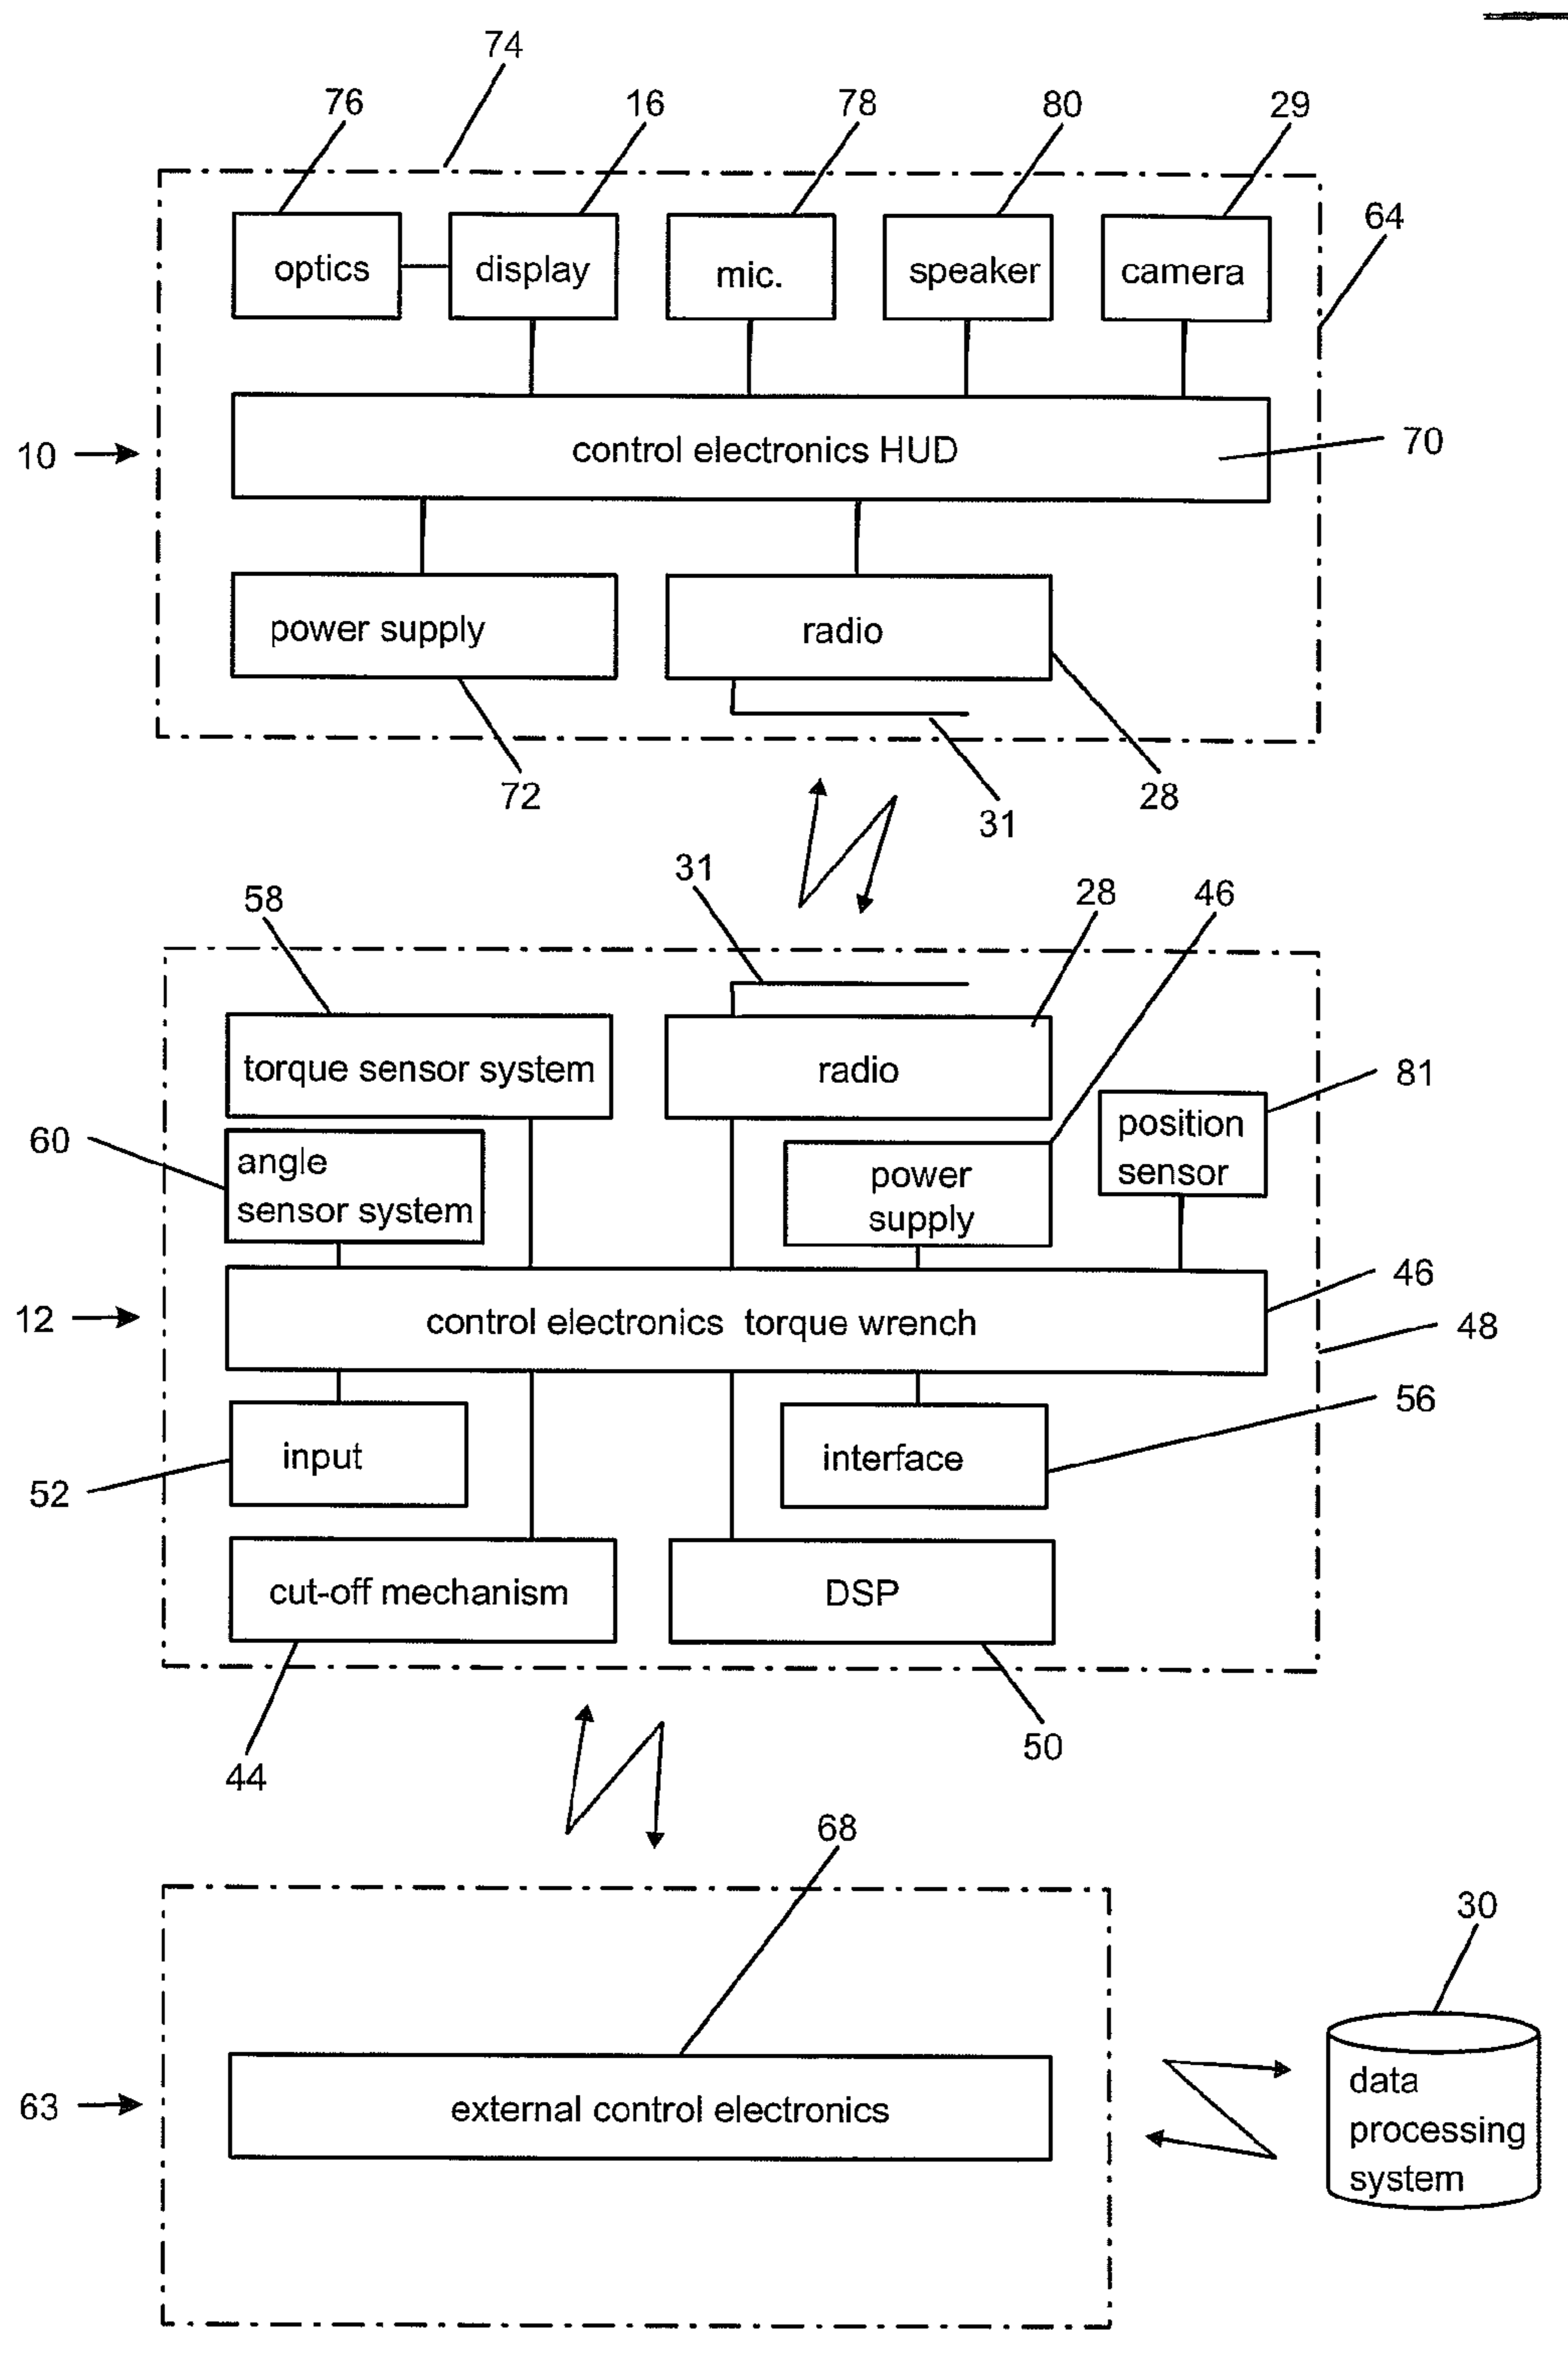 74
76
16
78
80
29
64
optics
display
mic.
speaker
camera
10
control electronics HUD
70
power supply
radio
72
31
28
58
31
28
46
torque sensor system
radio
81
60
angle
sensor system
power
supply
position
sensor
12
control electronics torque wrench
46
48
56
input
interface
52
cut-off mechanism
DSP
44
50
68
30
63
external control electronics
data
processing
system